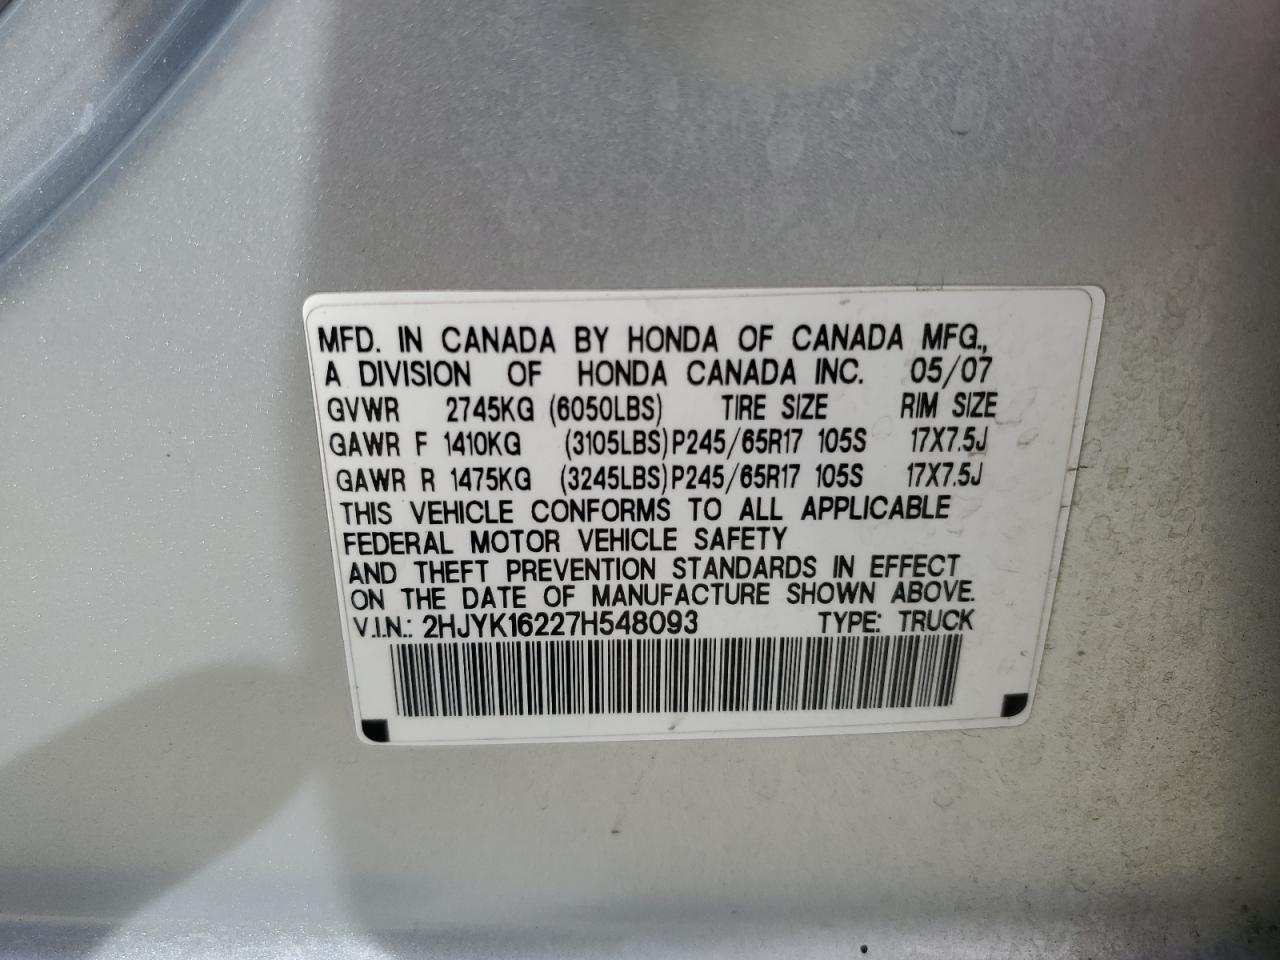 MFD. IN CANADA BY HONDA OF CANADA MFG.,
A DIVISION OF HONDA CANADA INC. 05/07
GVWR 2745KG (6050LBS) TIRE SIZE RIM SIZE
GAWR F 1410KG (3105LBS) P245/65R17 105S 17X7.5J
GAWR R 1475KG (3245LBS) P245/65R17 105S 17X7.5J
THIS VEHICLE CONFORMS TO ALL APPLICABLE
FEDERAL MOTOR VEHICLE SAFETY
AND THEFT PREVENTION STANDARDS IN EFFECT
ON THE DATE OF MANUFACTURE SHOWN ABOVE.
V.I.N.: 2HJYK16227H548093 TYPE: TRUCK